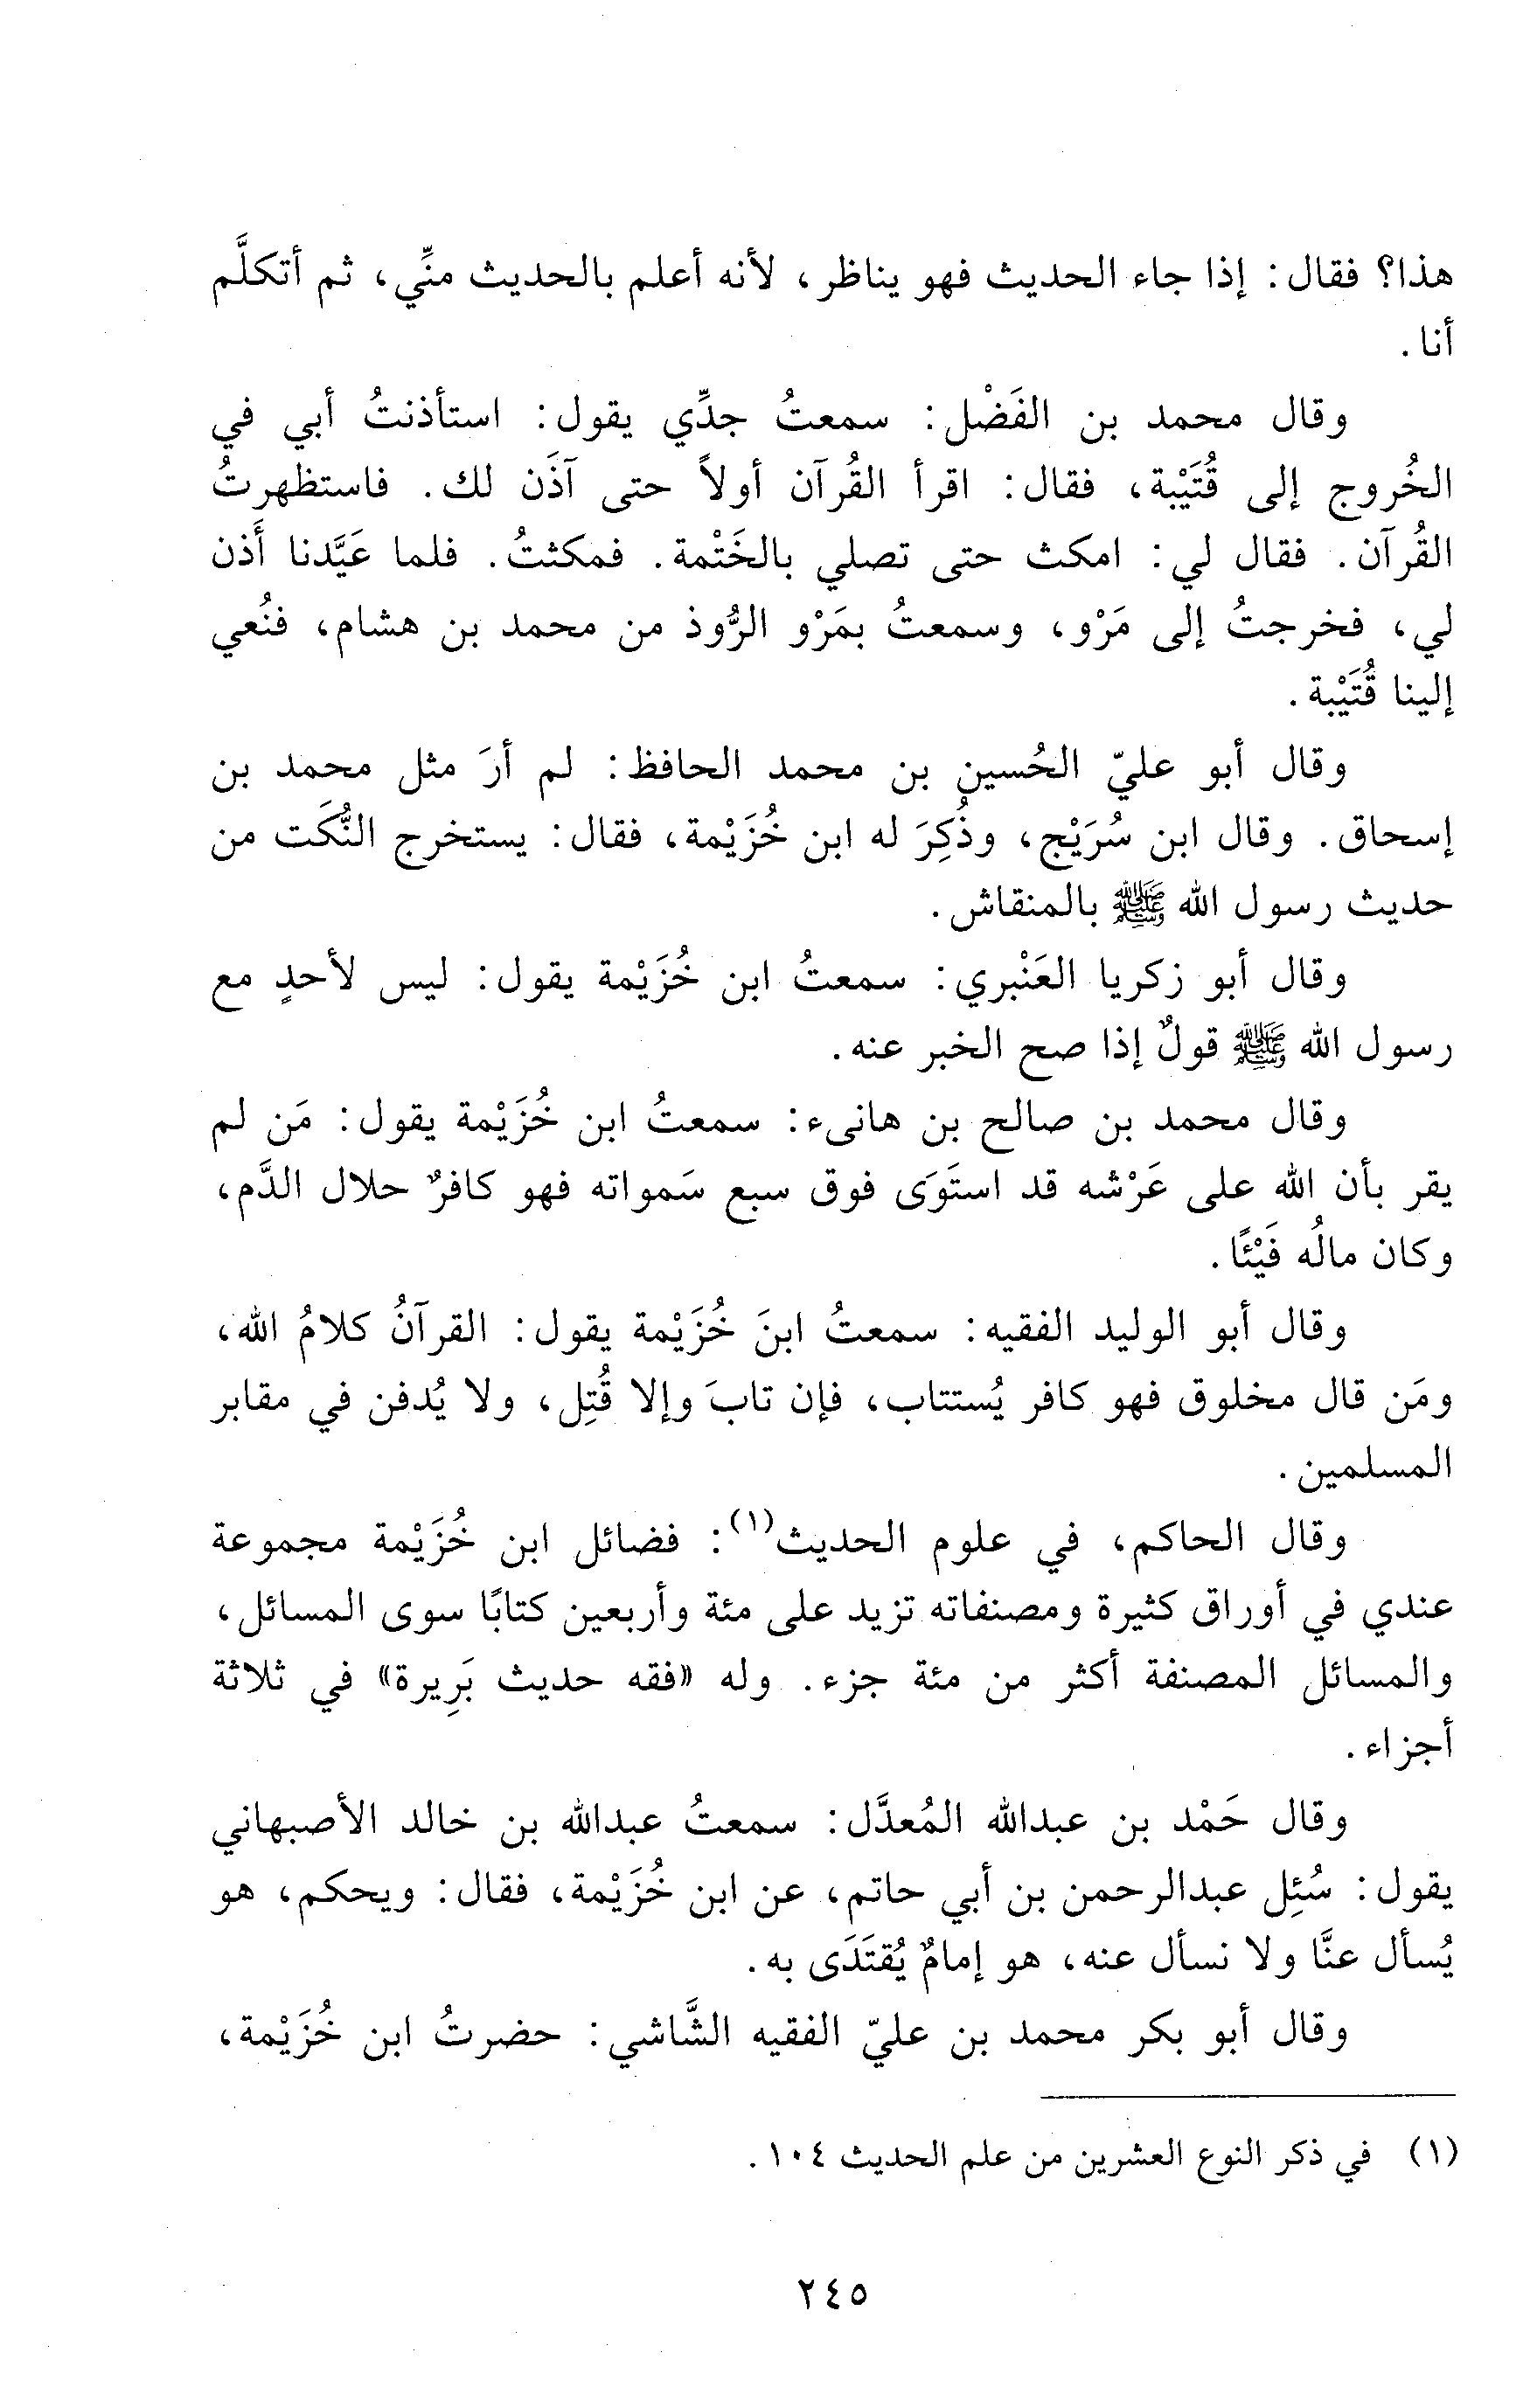 هذا؟ فقال: إذا جاء الحديث فهو يناظر، لأنه أعلم بالحديث منِّي، ثم أتكلَّم
أنا.
وقال محمد بن الفَضْل: سمعتُ جدِّي يقول: استأذنتُ أبي في
الخُروج إلى قُتَيْبة، فقال: اقرأ القُرآن أولاً حتى آذَن لك. فاستظهرتُ
القُرآن. فقال لي: امكث حتى تصلي بالخَتْمة. فمكثتُ. فلما عَيَّدنا أَذن
لي، فخرجتُ إلى مَرْو، وسمعتُ بمَرْو الرُّوذ من محمد بن هشام، فنُعي
إلينا قُتَيْبة.
وقال أبو عليّ الحُسين بن محمد الحافظ: لم أرَ مثل محمد بن
إسحاق. وقال ابن سُرَيْج، وذُكِرَ له ابن خُزَيْمة، فقال: يستخرج النُّكَت من
حديث رسول الله ﷺ بالمنقاش.
وقال أبو زكريا العَنْبري: سمعتُ ابن خُزَيْمة يقول: ليس لأحدٍ مع
رسول الله ﷺ قولٌ إذا صح الخبر عنه.
وقال محمد بن صالح بن هانىء: سمعتُ ابن خُزَيْمة يقول: مَن لم
يقر بأن الله على عَرْشه قد استَوَى فوق سبع سَمواته فهو كافرٌ حلال الدَّم،
وكان مالُه فَيْئًا.
وقال أبو الوليد الفقيه: سمعتُ ابنَ خُزَيْمة يقول: القرآنُ كلامُ الله،
ومَن قال مخلوق فهو كافر يُستتاب، فإن تابَ وإلا قُتِل، ولا يُدفن في مقابر
المسلمين.
وقال الحاكم، في علوم الحديث(١): فضائل ابن خُزَيْمة مجموعة
عندي في أوراق كثيرة ومصنفاته تزيد على مئة وأربعين كتابًا سوى المسائل،
والمسائل المصنفة أكثر من مئة جزء. وله «فقه حديث بَرِيرة» في ثلاثة
أجزاء.
وقال حَمْد بن عبدالله المُعدَّل: سمعتُ عبدالله بن خالد الأصبهاني
يقول: سُئِل عبدالرحمن بن أبي حاتم، عن ابن خُزَيْمة، فقال: ويحكم، هو
يُسأل عنَّا ولا نسأل عنه، هو إمامٌ يُقتَدَى به.
وقال أبو بكر محمد بن عليّ الفقيه الشَّاشي: حضرتُ ابن خُزَيْمة،
(١) في ذكر النوع العشرين من علم الحديث ١٠٤.
٢٤٥